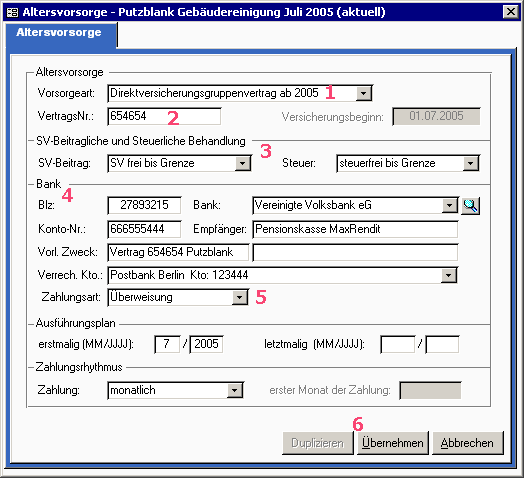 Altersvorsorge - Putzblank Gebäudereinigung Juli 2005 (aktuell)
Altersvorsorge
Altersvorsorge
Vorsorgeart: Direktversicherungsgruppenvertrag ab 2005 1
VertragsNr.: 654654 2 Versicherungsbeginn: 01.07.2005
SV-Beitragliche und Steuerliche Behandlung 3
SV-Beitrag: SV frei bis Grenze Steuer: steuerfrei bis Grenze
Bank 4
Blz: 27893215 Bank: Vereinigte Volksbank eG
Konto-Nr.: 666555444 Empfänger: Pensionskasse MaxRendit
Vorl. Zweck: Vertrag 654654 Putzblank
Verrech. Kto.: Postbank Berlin Kto: 123444
Zahlungsart: Überweisung 5
Ausführungsplan
erstmalig (MM/JJJJ): 7 / 2005 letztmalig (MM/JJJJ): /
Zahlungsrhythmus
Zahlung: monatlich erster Monat der Zahlung:
6
Duplizieren Übernehmen Abbrechen